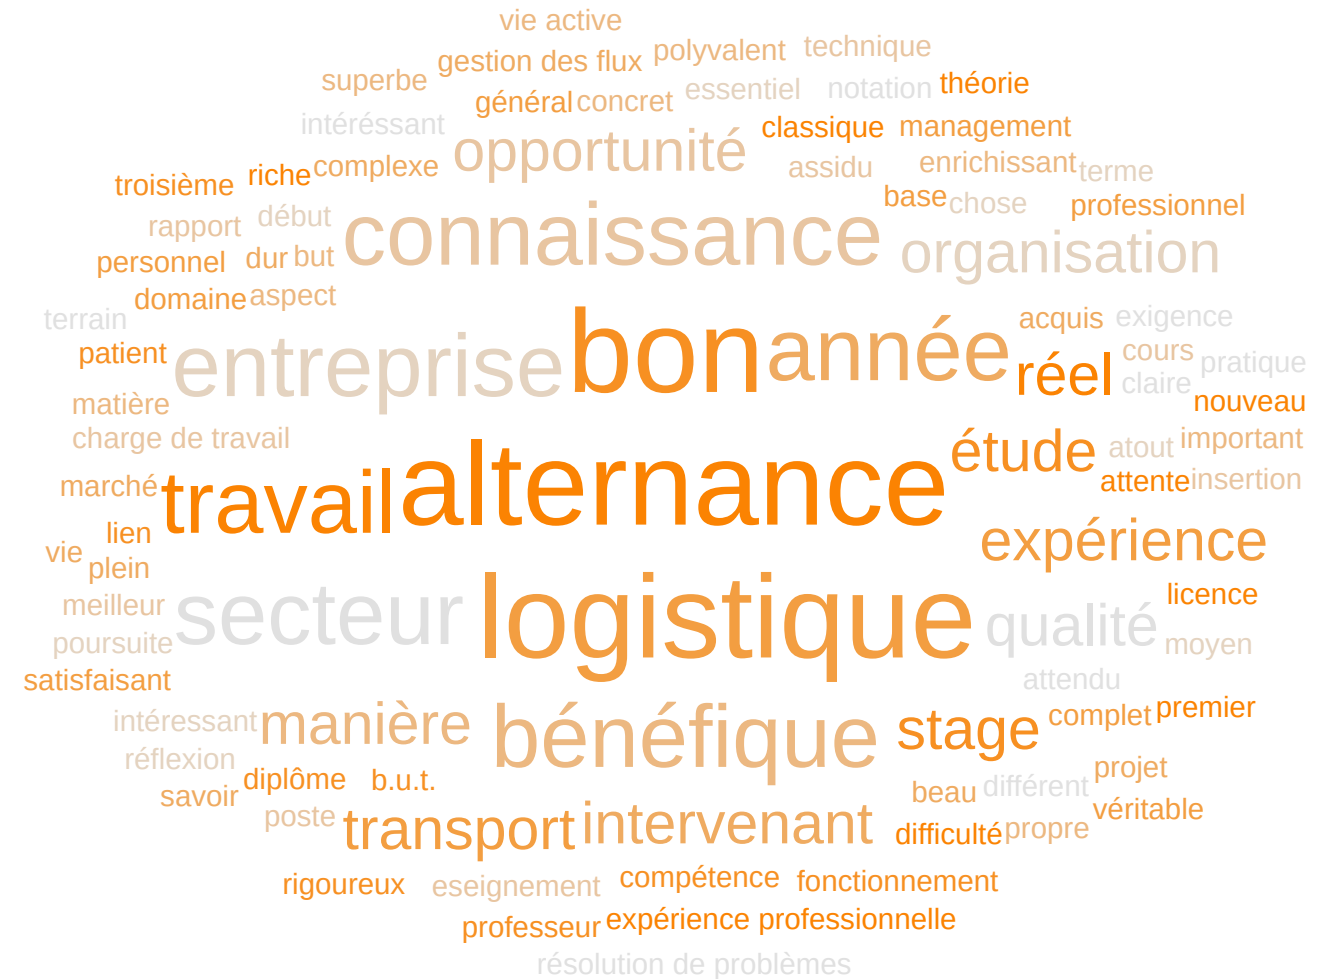 vie active
gestion des flux polyvalent technique
superbe essentiel notation théorie
général concret
intéréssant opportunité classique management
troisième riche complexe assidu enrichissant terme
rapport début connaissance base chose professionnel
personnel dur but organisation
domaine aspect
terrain acquis exigence
patient entreprise bon année réel cours pratique
claire
matière nouveau
charge de travail étude atout important
marché travail alternance attente insertion
lien expérience
vie plein
meilleur secteur logistique qualité licence
poursuite moyen
satisfaisant attendu
intéressant manière bénéfique stage complet premier
réflexion
savoir diplôme b.u.t. beau différent projet
poste transport intervenant difficulté propre véritable
rigoureux eseignement compétence fonctionnement
professeur expérience professionnelle
résolution de problèmes